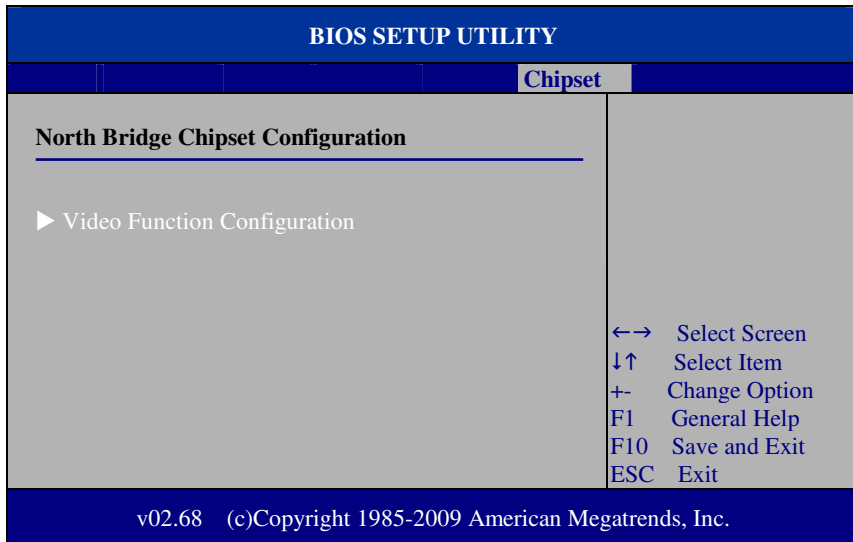 BIOS SETUP UTILITY
Chipset
North Bridge Chipset Configuration
▶ Video Function Configuration
←→ Select Screen
↓↑ Select Item
+- Change Option
F1 General Help
F10 Save and Exit
ESC Exit
v02.68 (c)Copyright 1985-2009 American Megatrends, Inc.